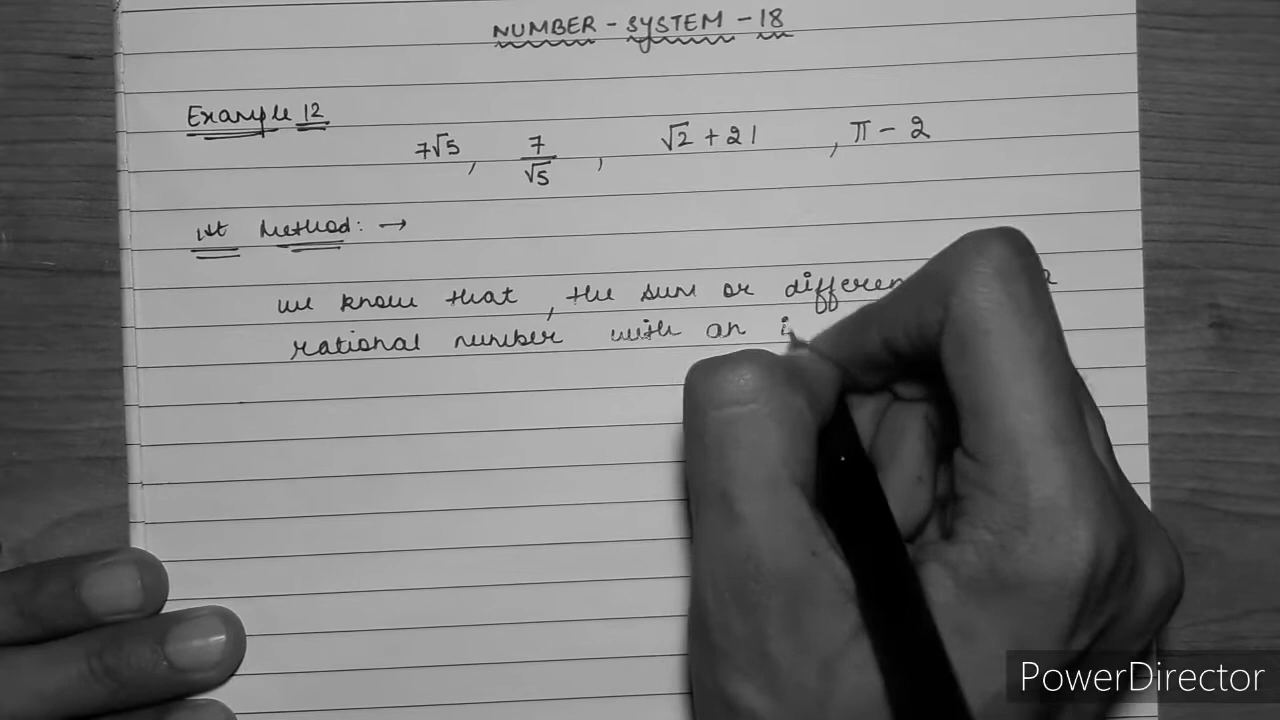 NUMBER - SYSTEM - 18
Example 12
7√5, 7/√5, √2 + 21, π - 2
1st Method: →
we know that, the sum or differen
rational number with an i
PowerDirector